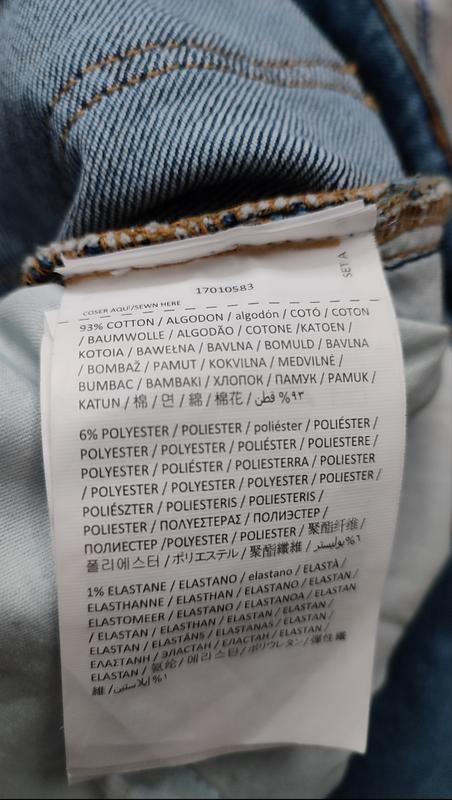 17010583
SET A
COSER AQUÍ/SEWN HERE
93% COTTON / ALGODON / algodón / COTÓ / COTON
/ BAUMWOLLE / ALGODÃO / COTONE /KATOEN /
KOTOIA / BAWEŁNA / BAVLNA / BOMULD / BAVLNA
/ BOMBAŽ / PAMUT / KOKVILNA / MEDVILNĖ /
BUMBAC / BAMBAKI / ХЛОПОК / ПАМУК / PAMUK /
KATUN / 棉 / 면 / 綿 / 棉花 / قطن %٩٣
6% POLYESTER / POLIESTER / poliéster / POLIÉSTER /
POLYESTER / POLYESTER / POLIÉSTER / POLIESTERE /
POLYESTER / POLIÉSTER / POLIESTERRA / POLIESTER
/ POLYESTER / POLYESTER / POLYESTER / POLIESTER /
POLIÉSZTER / POLIESTERIS / POLIESTERIS /
POLIESTER / ΠΟΛΥΕΣΤΕΡΑΣ / ПОЛИЭСТЕР /
ПОЛИЕСТЕР /POLYESTER / POLIESTER / 聚酯纤维 /
폴리에스터 / ポリエステル / 聚酯纖維 / بوليستر %٦
1% ELASTANE / ELASTANO / elastano / ELASTÀ /
ELASTHANNE / ELASTHAN / ELASTANO / ELASTAN /
ELASTOMEER / ELASTANO / ELASTANOA / ELASTAN
/ ELASTAN / ELASTHAN / ELASTAN / ELASTAN /
ELASTAN / ELASTĀNS / ELASTANAS / ELASTAN /
ΕΛΑΣΤΑΝΗ / ЭЛАСТАН / ЕЛАСТАН / ELASTAN /
ELASTAN / 氨纶 / 메라스탄 / ポリウレタン / 彈性纖
維 / إيلاستين %١